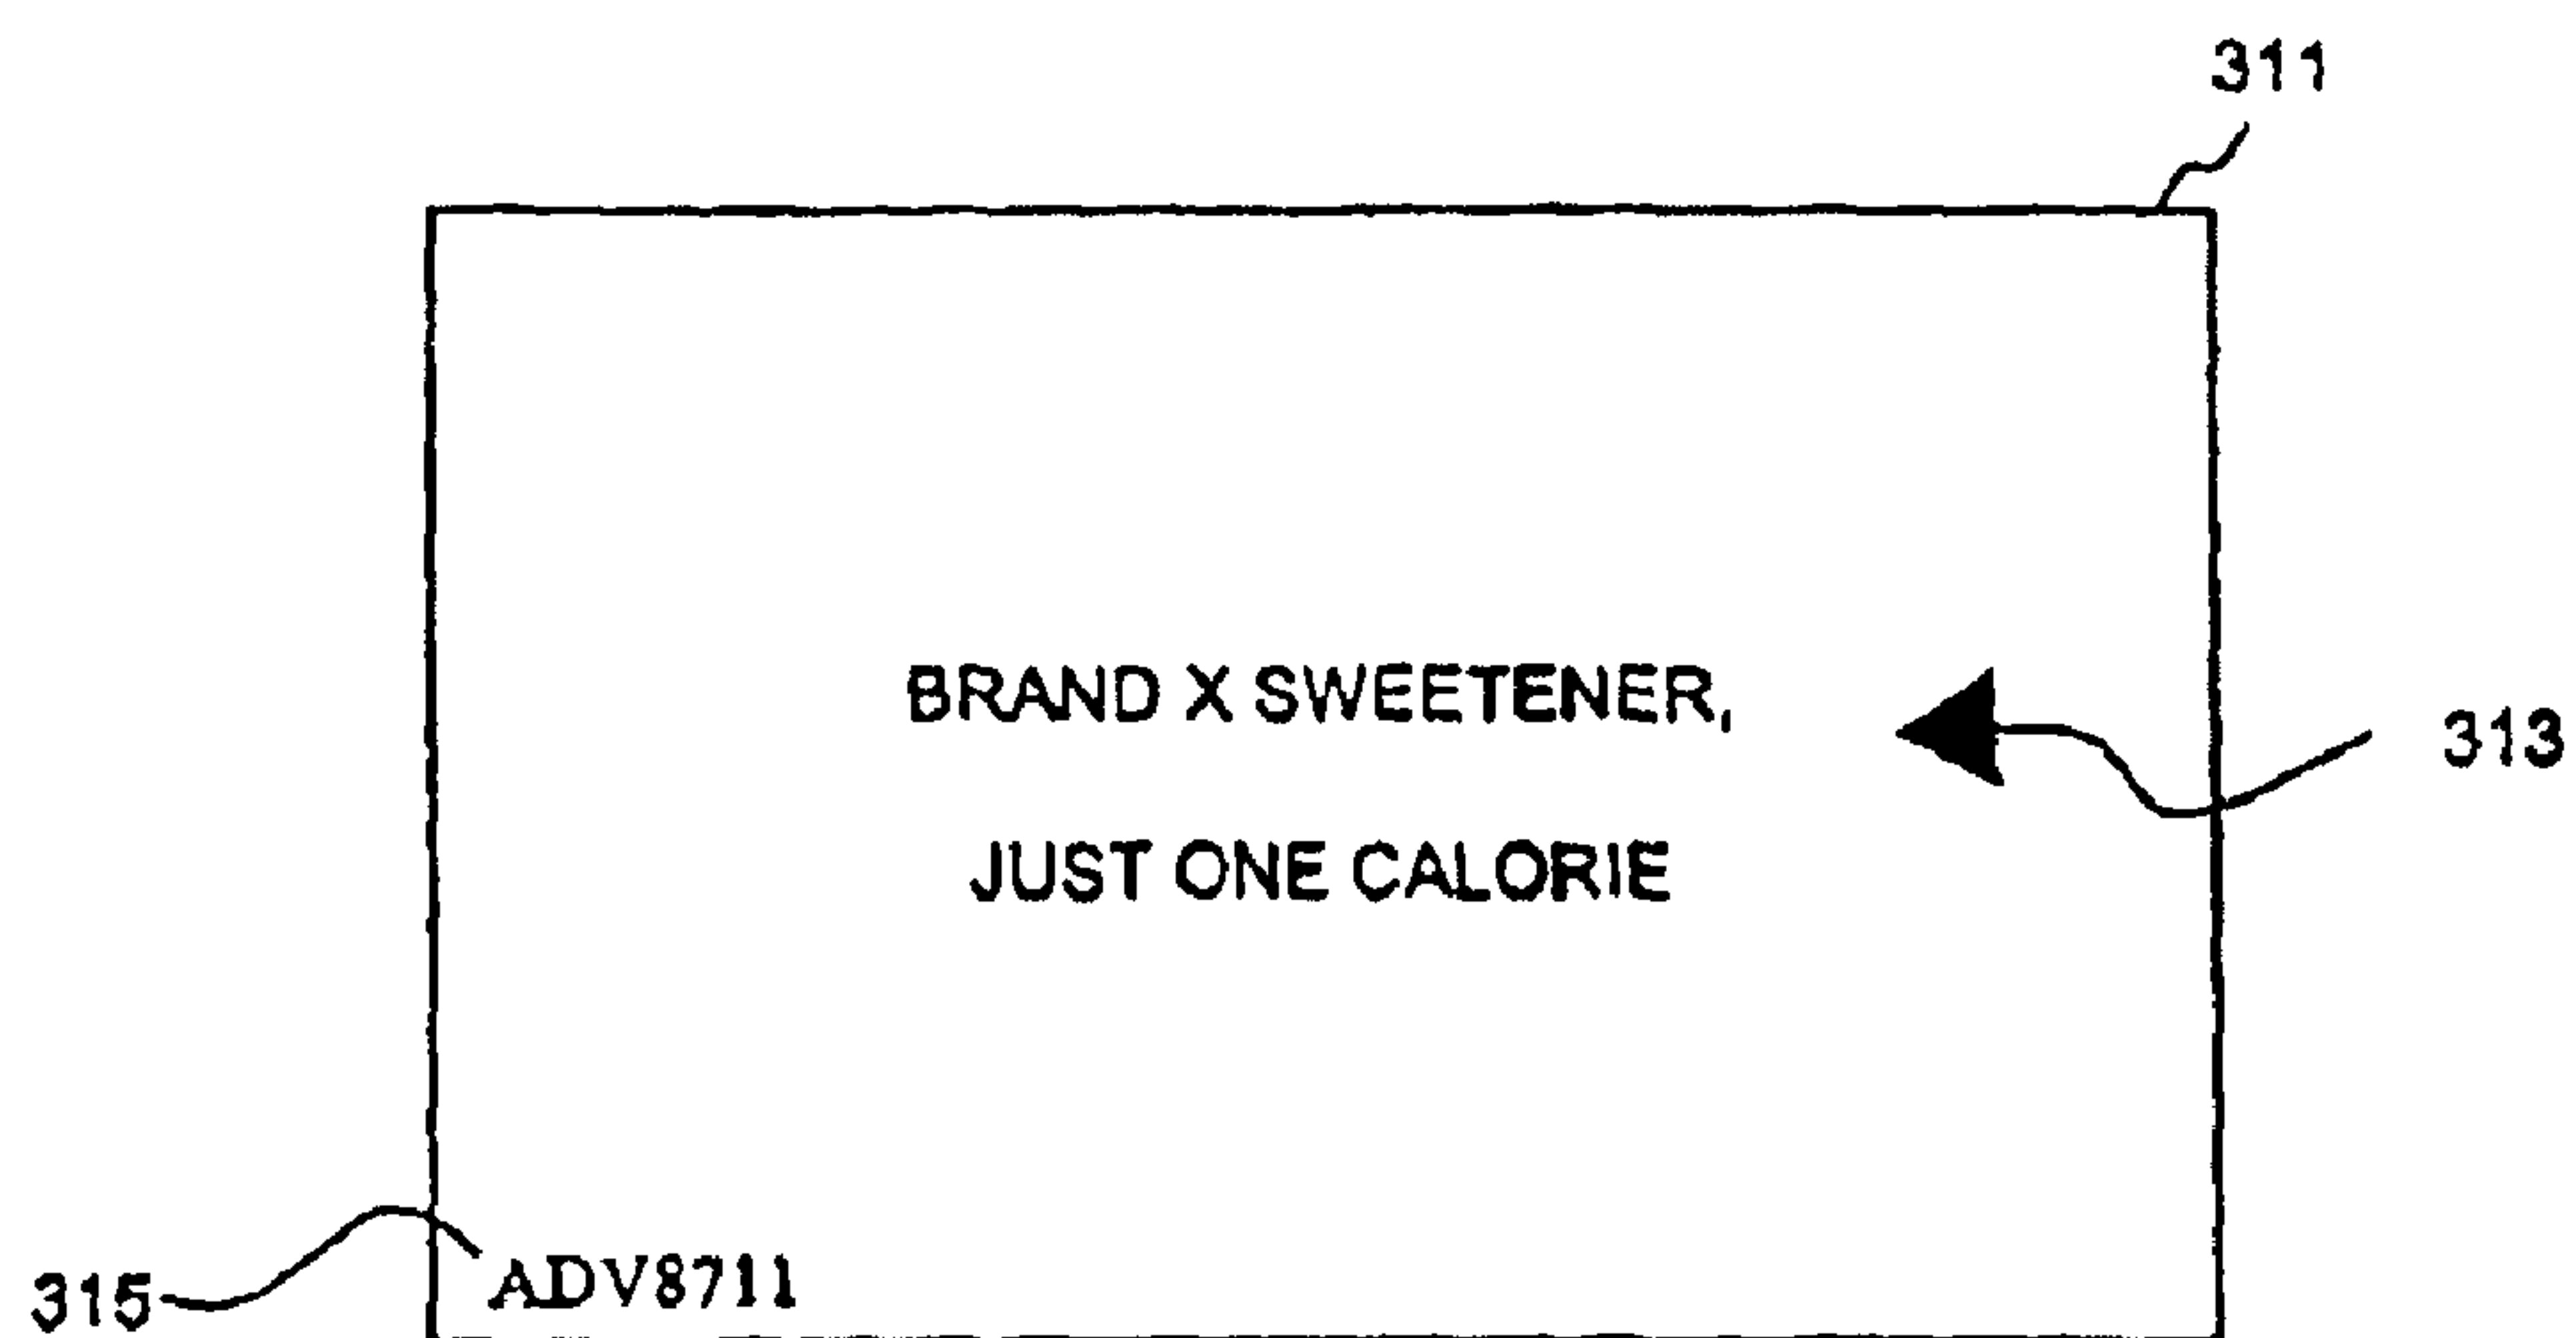 311
BRAND X SWEETENER,
313
JUST ONE CALORIE
315
ADV8711